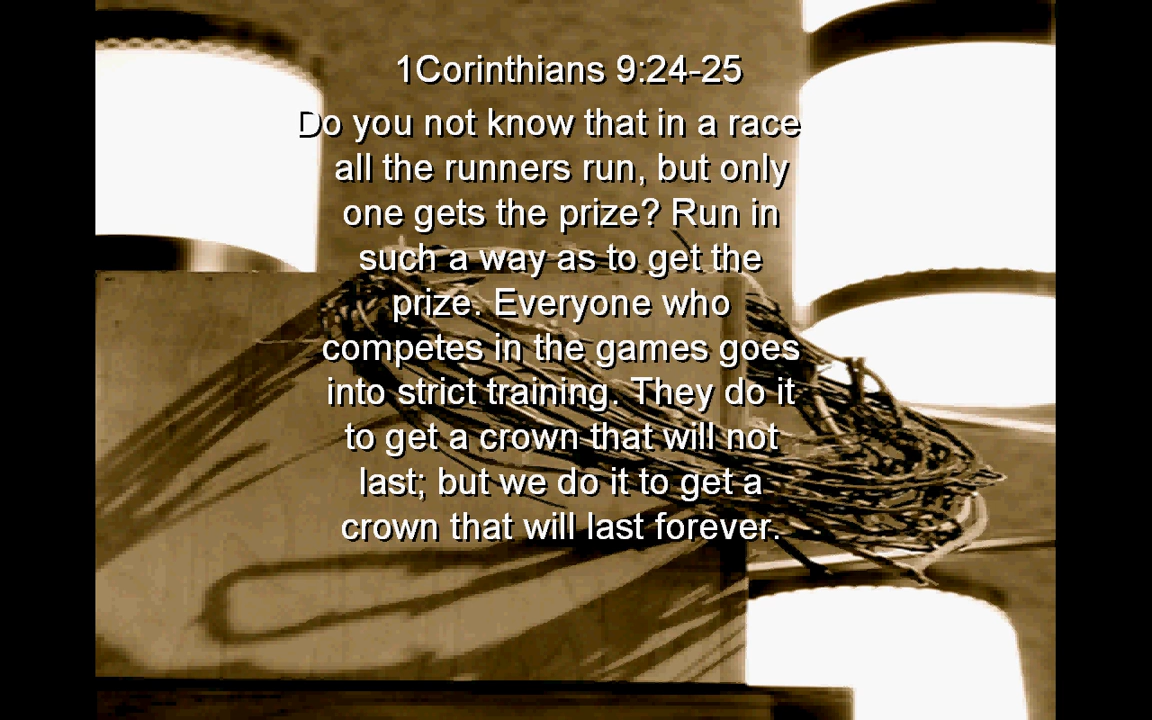 1Corinthians 9:24-25
Do you not know that in a race
all the runners run, but only
one gets the prize? Run in
such a way as to get the
prize. Everyone who
competes in the games goes
into strict training. They do it
to get a crown that will not
last; but we do it to get a
crown that will last forever.